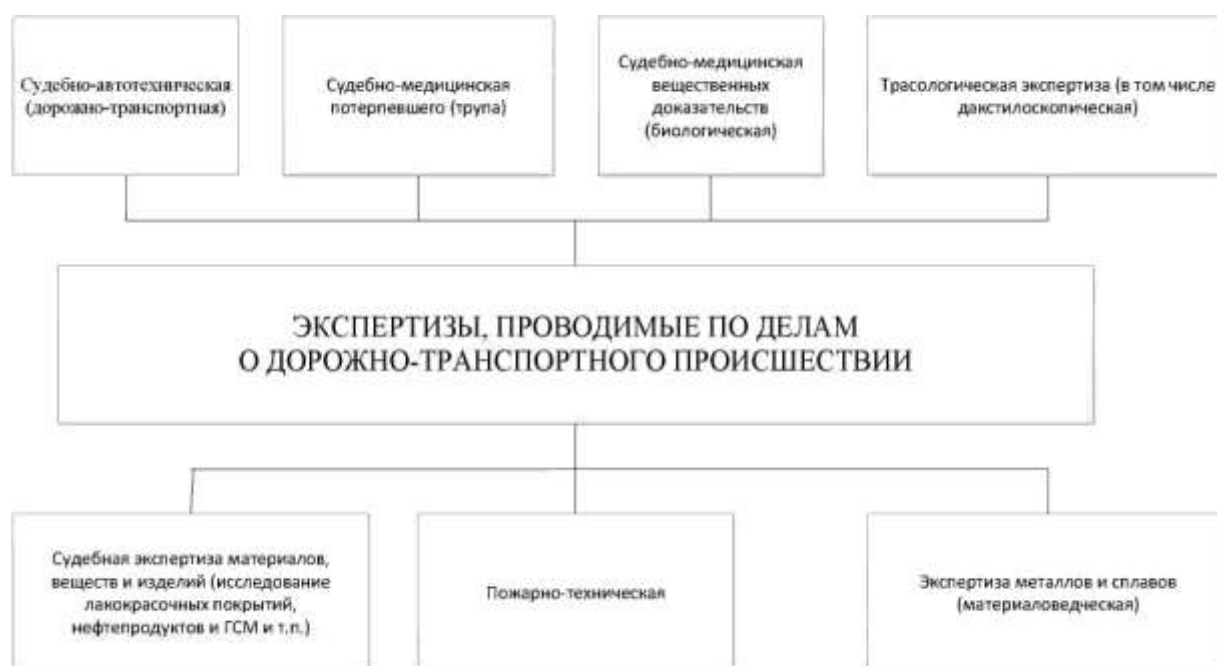 Судебно-автотехническая
(дорожно-транспортная)
Судебно-медицинская
потерпевшего (трупа)
Судебно-медицинская
вещественных
доказательств
(биологическая)
Трасологическая экспертиза (в том числе
дакстилоскопическая)
ЭКСПЕРТИЗЫ, ПРОВОДИМЫЕ ПО ДЕЛАМ
О ДОРОЖНО-ТРАНСПОРТНОГО ПРОИСШЕСТВИИ
Судебная экспертиза материалов,
веществ и изделий (исследование
лакокрасочных покрытий,
нефтепродуктов и ГСМ и т.п.)
Пожарно-техническая
Экспертиза металлов и сплавов
(материаловедческая)